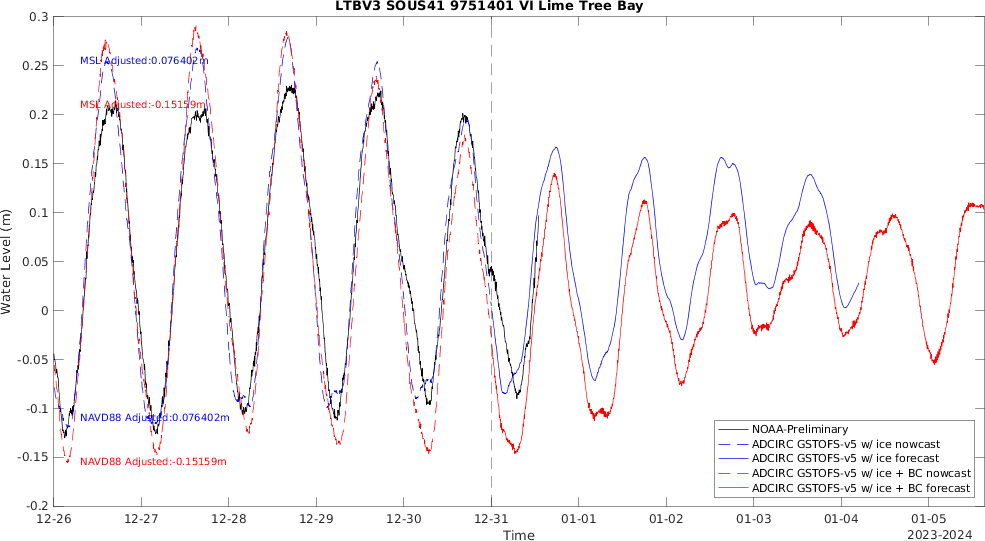 LTBV3 SOUS41 9751401 VI Lime Tree Bay
0.3
0.25
0.2
0.15
0.1
0.05
0
-0.05
-0.1
-0.15
-0.2
Water Level (m)
MSL Adjusted:0.076402m
MSL Adjusted:-0.15159m
NAVD88 Adjusted:0.076402m
NAVD88 Adjusted:-0.15159m
NOAA-Preliminary
ADCIRC GSTOFS-v5 w/ ice nowcast
ADCIRC GSTOFS-v5 w/ ice forecast
ADCIRC GSTOFS-v5 w/ ice + BC nowcast
ADCIRC GSTOFS-v5 w/ ice + BC forecast
12-26 12-27 12-28 12-29 12-30 12-31 01-01 01-02 01-03 01-04 01-05
Time
2023-2024